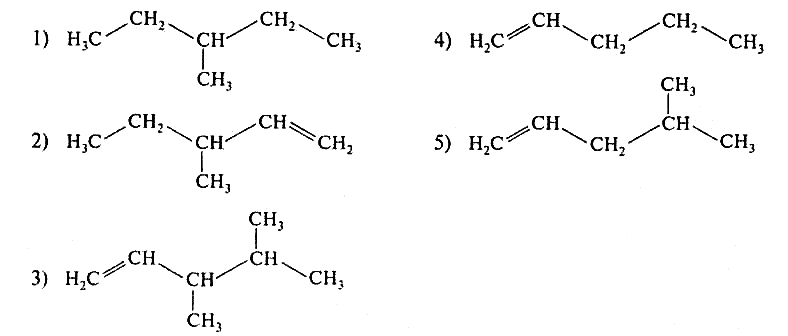 CH₂ CH₂
1) H₃C CH CH₃
CH₃
CH₂ CH
2) H₃C CH CH₂
CH₃
CH₃
CH CH
3) H₂C CH CH₃
CH₃
CH CH₂
4) H₂C CH₂ CH₃
CH₃
CH CH
5) H₂C CH₂ CH₃